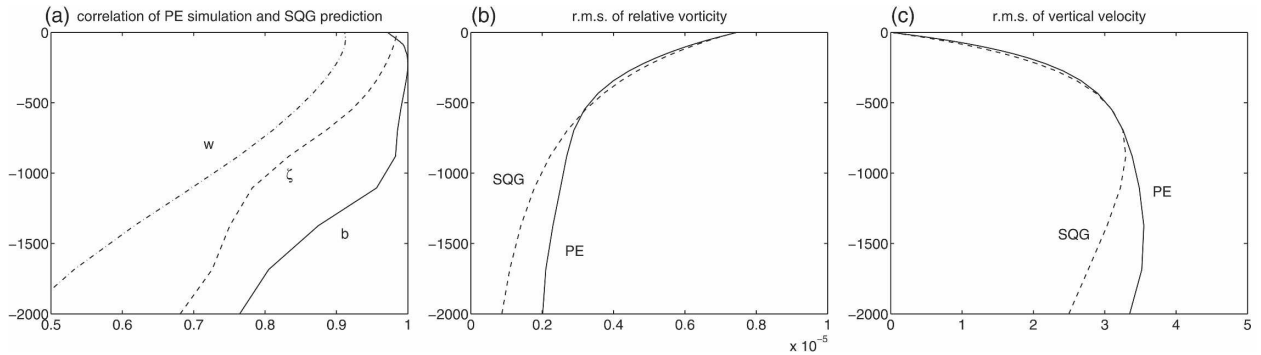 (a) correlation of PE simulation and SQG prediction
0
−500
−1000
−1500
−2000
0.5 0.6 0.7 0.8 0.9 1
w
ζ
b
(b) r.m.s. of relative vorticity
0
−500
−1000
−1500
−2000
0 0.2 0.4 0.6 0.8 1
x 10⁻⁵
SQG
PE
(c) r.m.s. of vertical velocity
0
−500
−1000
−1500
−2000
0 1 2 3 4 5
PE
SQG